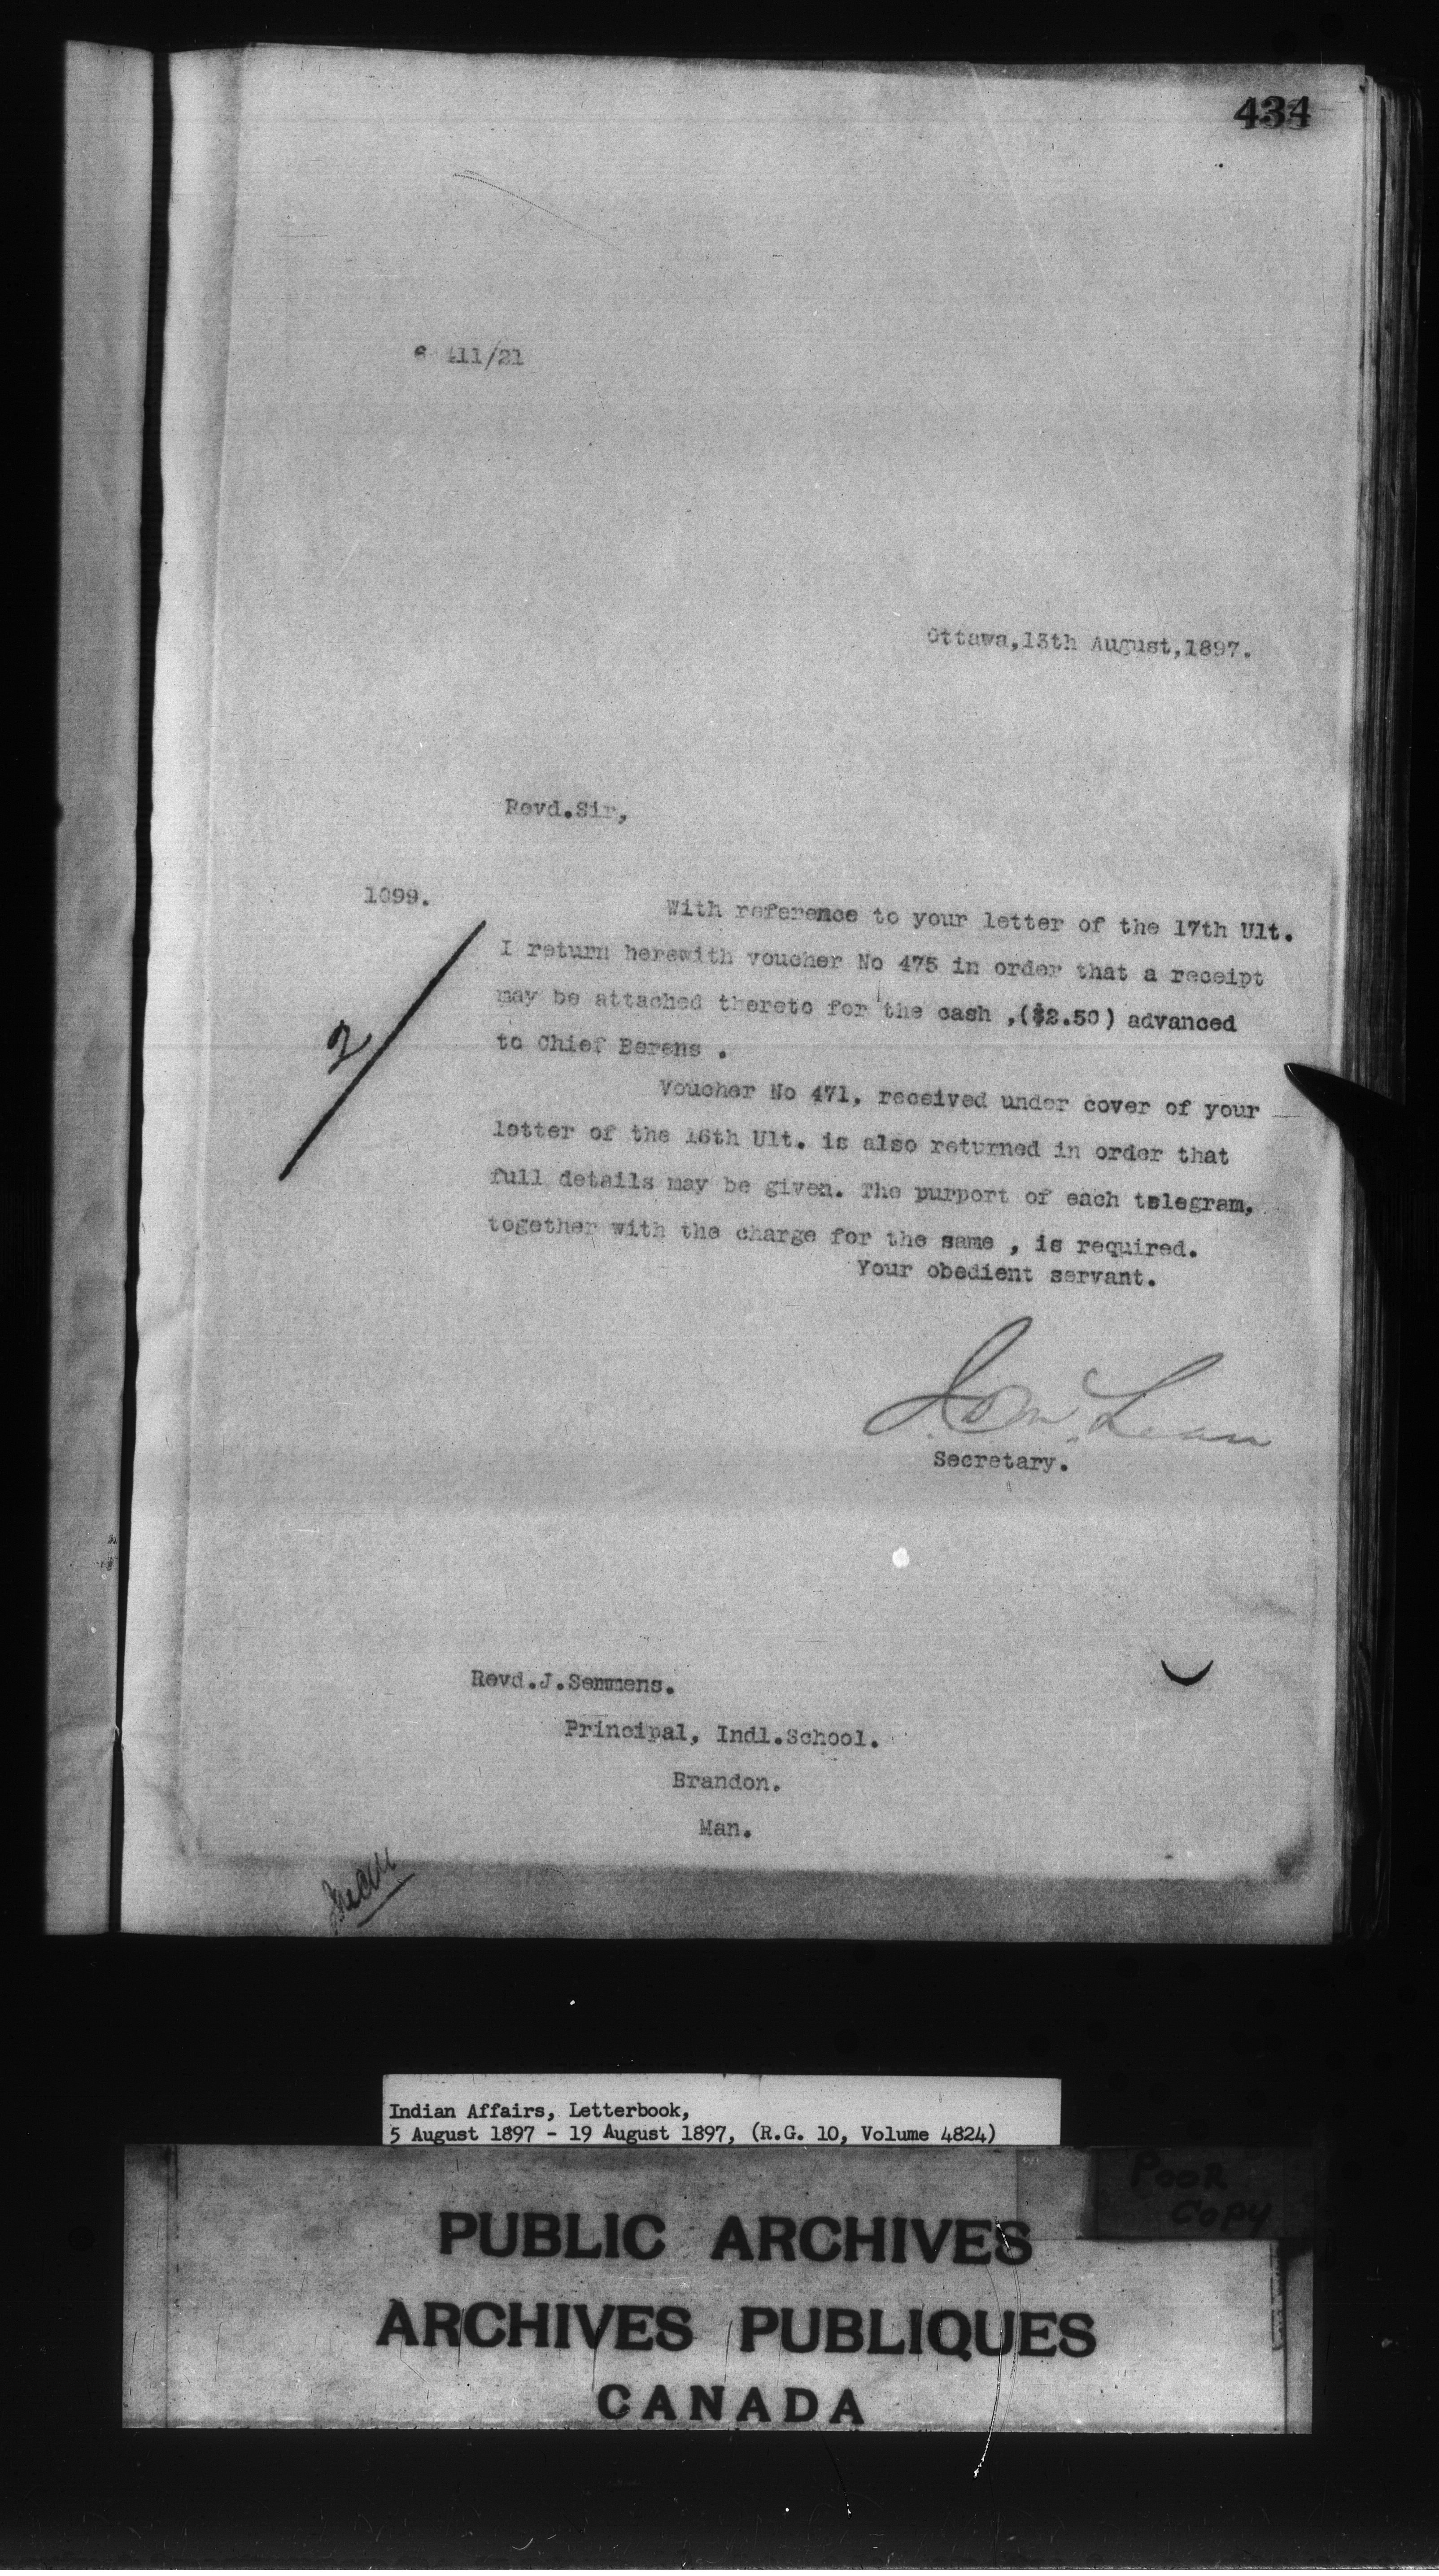 434
411/21
Ottawa,13th August,1897.
Revd.Sir,
1099.
With reference to your letter of the 17th Ult.
I return herewith voucher No 475 in order that a receipt
may be attached thereto for the cash ,($2.50) advanced
to Chief Berens .
2
Voucher No 471, received under cover of your
letter of the 16th Ult. is also returned in order that
full details may be given. The purport of each telegram,
together with the charge for the same , is required.
Your obedient servant.
J. D. McLean
Secretary.
Revd.J.Semmens.
Principal, Indl.School.
Brandon.
Man.
Indian Affairs, Letterbook,
5 August 1897 - 19 August 1897, (R.G. 10, Volume 4824)
POOR
COPY
PUBLIC ARCHIVES
ARCHIVES PUBLIQUES
CANADA